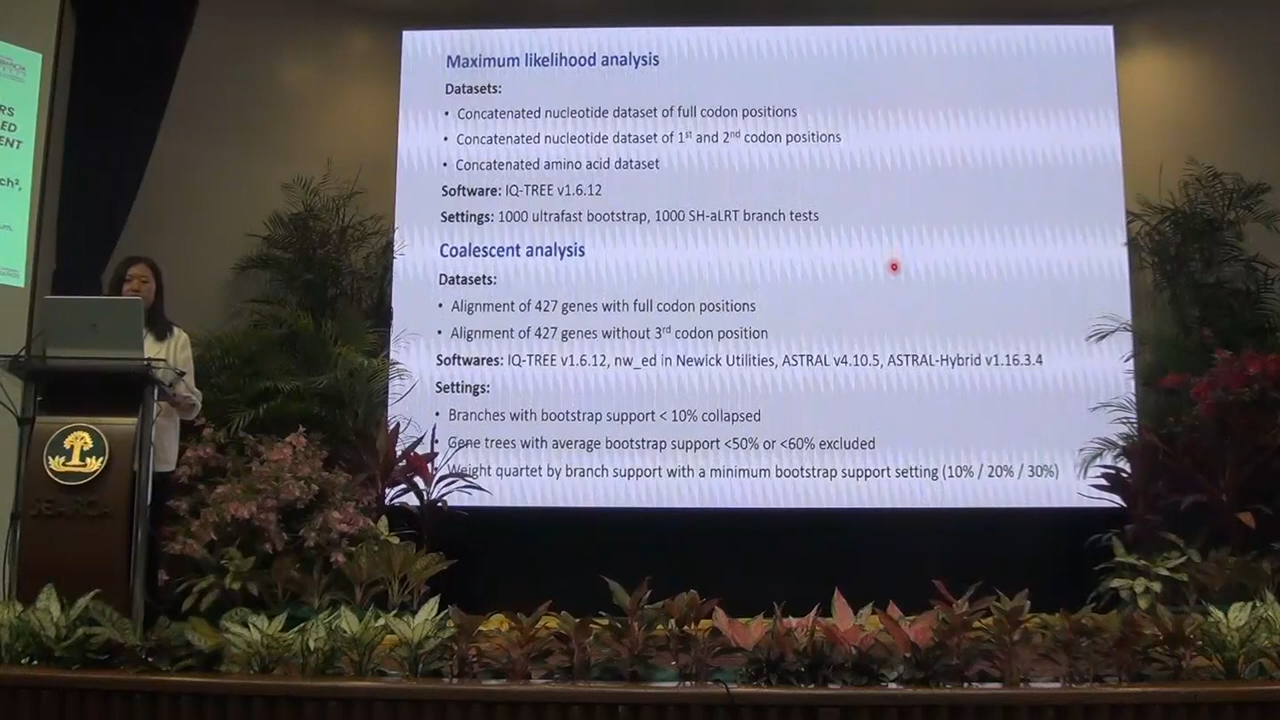 RS
LED
ENT
ch²,
Maximum likelihood analysis
Datasets:
• Concatenated nucleotide dataset of full codon positions
• Concatenated nucleotide dataset of 1st and 2nd codon positions
• Concatenated amino acid dataset
Software: IQ-TREE v1.6.12
Settings: 1000 ultrafast bootstrap, 1000 SH-aLRT branch tests
Coalescent analysis
Datasets:
• Alignment of 427 genes with full codon positions
• Alignment of 427 genes without 3rd codon position
Softwares: IQ-TREE v1.6.12, nw_ed in Newick Utilities, ASTRAL v4.10.5, ASTRAL-Hybrid v1.16.3.4
Settings:
• Branches with bootstrap support < 10% collapsed
• Gene trees with average bootstrap support <50% or <60% excluded
Weight quartet by branch support with a minimum bootstrap support setting (10% / 20% / 30%)
SEARCA